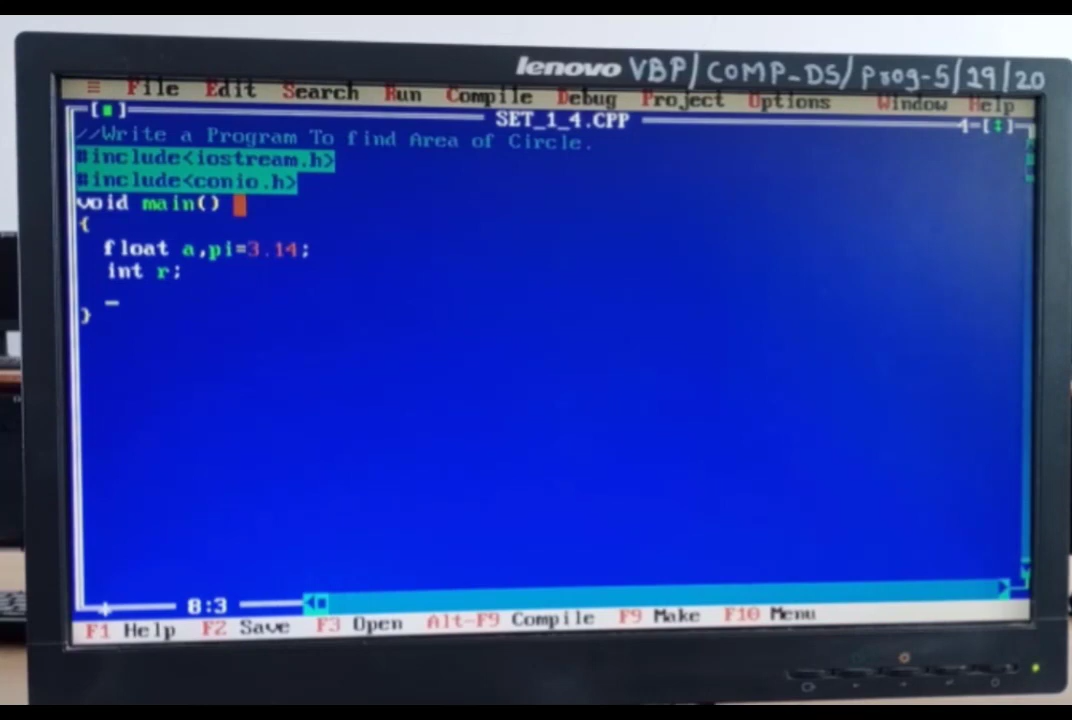 lenovo VBP/COMP-DS/Prog-5/19/20
File Edit Search Run Compile Debug Project Options Window Help
SET_1_4.CPP
//Write a Program To find Area of Circle.
#include<iostream.h>
#include<conio.h>
void main()
{
float a,pi=3.14;
int r;
}
8:3
F1 Help F2 Save F3 Open Alt-F9 Compile F9 Make F10 Menu